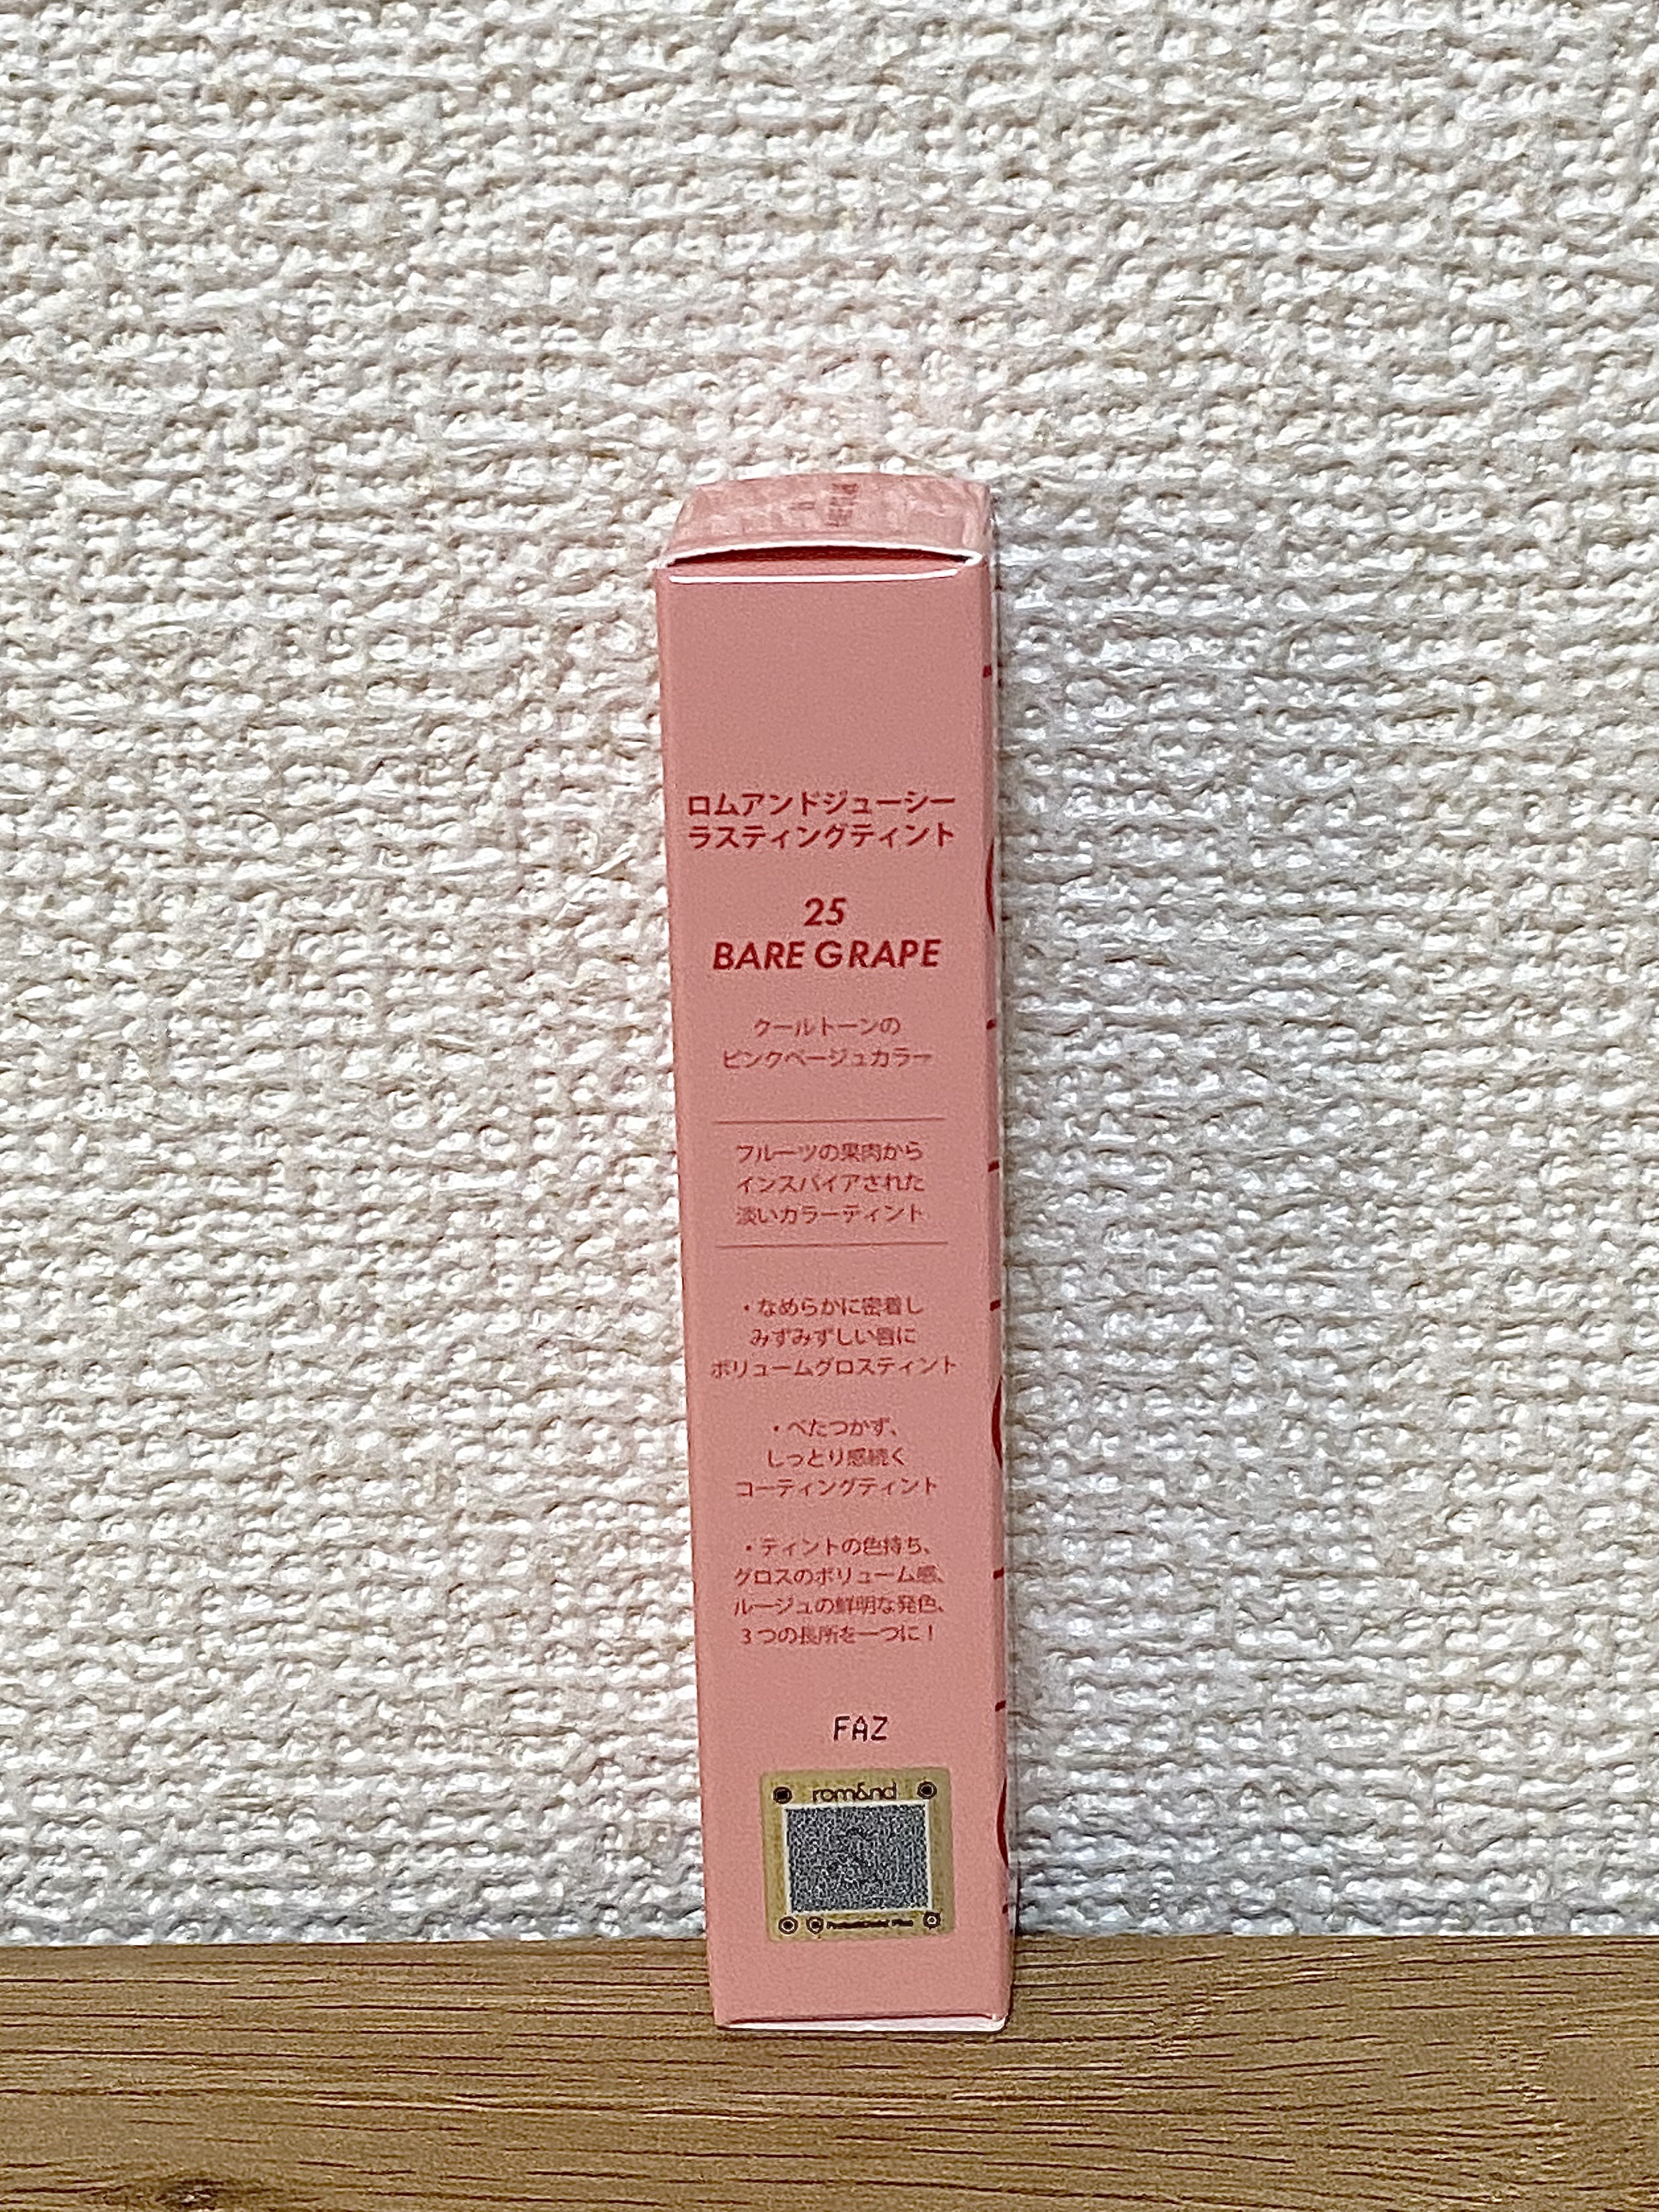 ロムアンドジューシー
ラスティングティント
25
BARE GRAPE
クールトーンの
ピンクベージュカラー
フルーツの果肉から
インスパイアされた
淡いカラーティント
・なめらかに密着し
みずみずしい唇に
ボリュームグロスティント
・べたつかず、
しっとり感続く
コーティングティント
・ティントの色持ち、
グロスのボリューム感、
ルージュの鮮明な発色、
3つの長所を一つに!
FAZ
rom&nd